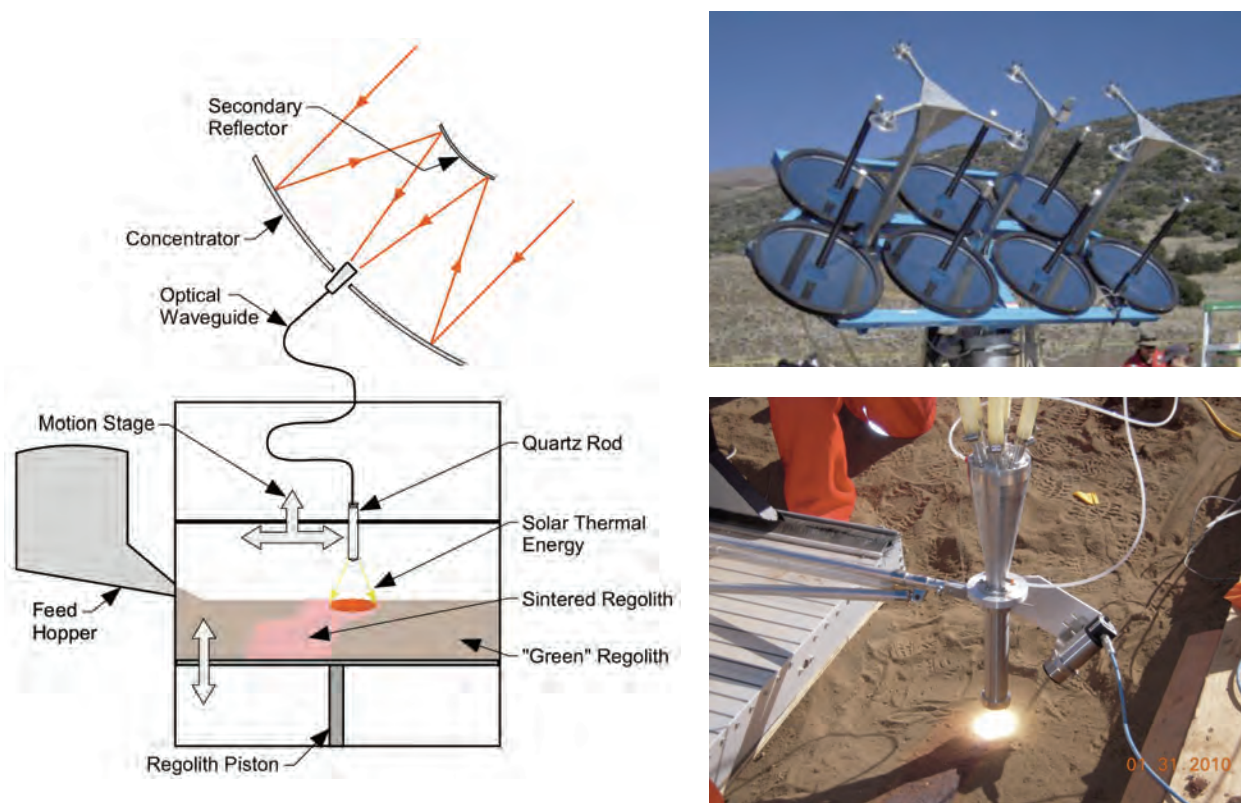 Secondary
Reflector
Concentrator
Optical
Waveguide
Motion Stage
Quartz Rod
Solar Thermal
Energy
Feed
Hopper
Sintered Regolith
"Green" Regolith
Regolith Piston
01 31 2010